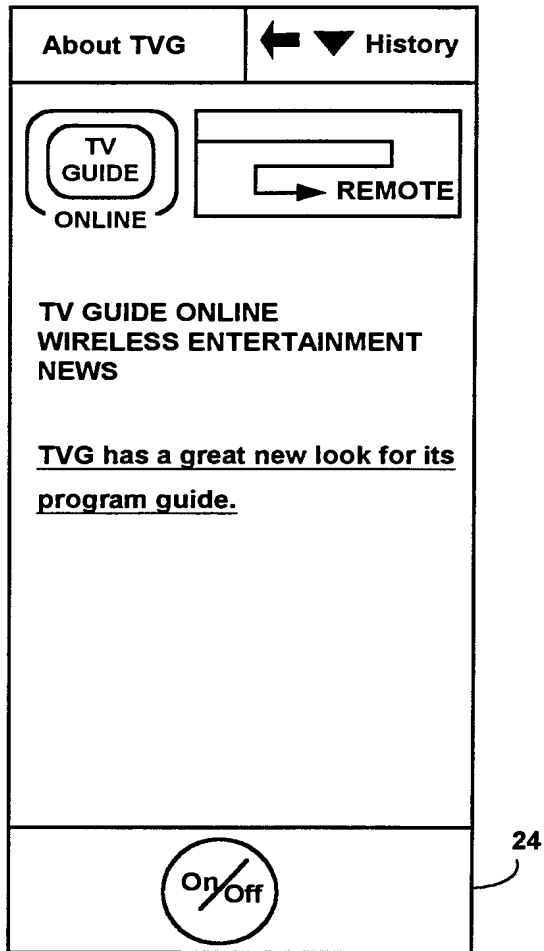 About TVG
History
TV
GUIDE
ONLINE
REMOTE
TV GUIDE ONLINE
WIRELESS ENTERTAINMENT
NEWS
TVG has a great new look for its
program guide.
24
On/Off